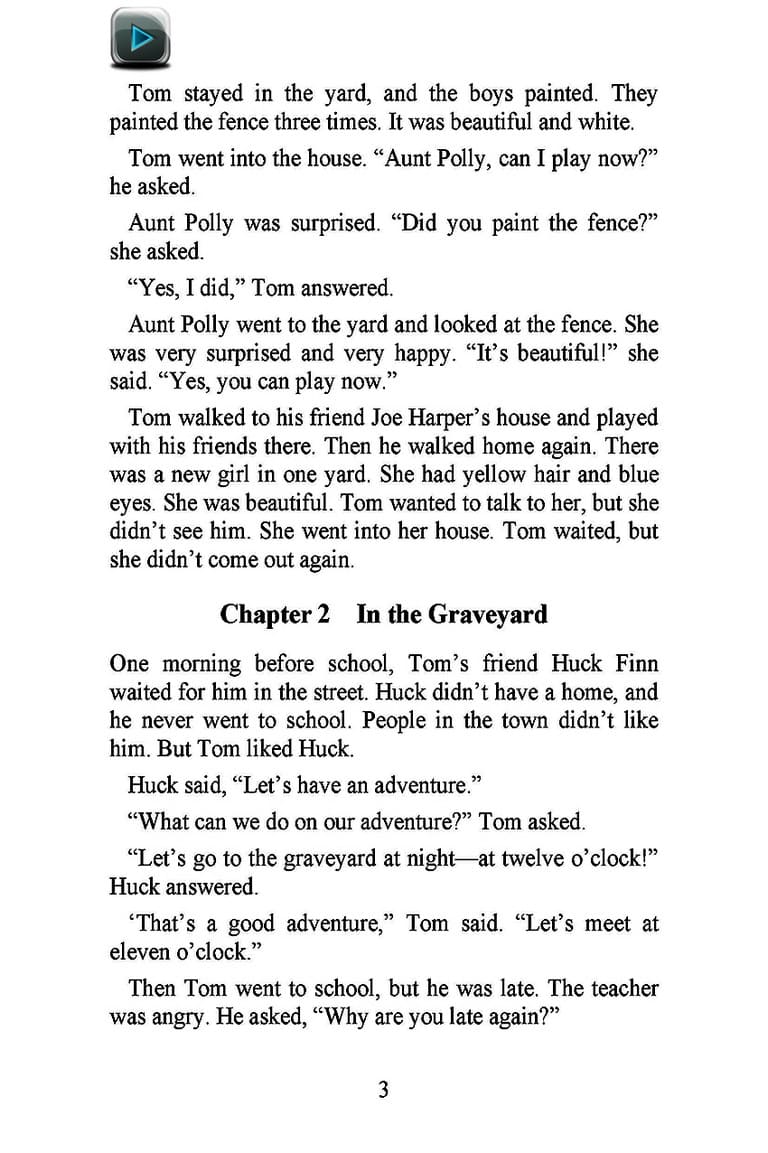 Tom stayed in the yard, and the boys painted. They
painted the fence three times. It was beautiful and white.
Tom went into the house. “Aunt Polly, can I play now?”
he asked.
Aunt Polly was surprised. “Did you paint the fence?”
she asked.
“Yes, I did,” Tom answered.
Aunt Polly went to the yard and looked at the fence. She
was very surprised and very happy. “It’s beautiful!” she
said. “Yes, you can play now.”
Tom walked to his friend Joe Harper’s house and played
with his friends there. Then he walked home again. There
was a new girl in one yard. She had yellow hair and blue
eyes. She was beautiful. Tom wanted to talk to her, but she
didn’t see him. She went into her house. Tom waited, but
she didn’t come out again.
Chapter 2 In the Graveyard
One morning before school, Tom’s friend Huck Finn
waited for him in the street. Huck didn’t have a home, and
he never went to school. People in the town didn’t like
him. But Tom liked Huck.
Huck said, “Let’s have an adventure.”
“What can we do on our adventure?” Tom asked.
“Let’s go to the graveyard at night—at twelve o’clock!”
Huck answered.
‘That’s a good adventure,” Tom said. “Let’s meet at
eleven o’clock.”
Then Tom went to school, but he was late. The teacher
was angry. He asked, “Why are you late again?”
3